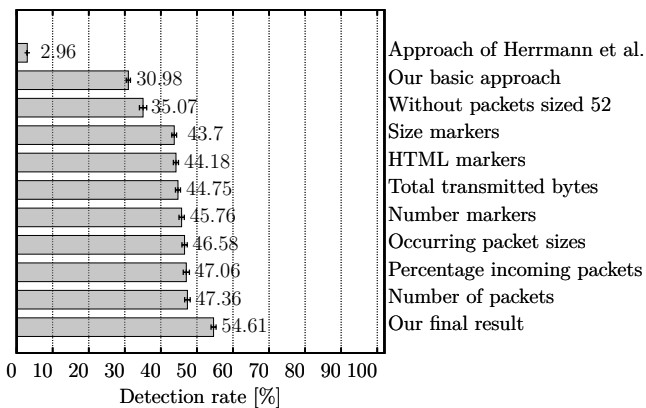 2.96 Approach of Herrmann et al.
30.98 Our basic approach
35.07 Without packets sized 52
43.7 Size markers
44.18 HTML markers
44.75 Total transmitted bytes
45.76 Number markers
46.58 Occurring packet sizes
47.06 Percentage incoming packets
47.36 Number of packets
54.61 Our final result
0 10 20 30 40 50 60 70 80 90 100
Detection rate [%]